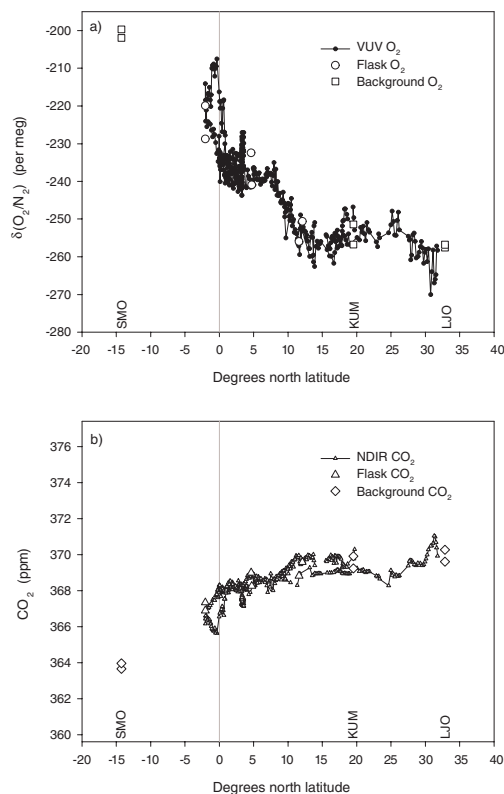 a)
VUV O₂
Flask O₂
Background O₂
δ(O₂/N₂) (per meg)
-200
-210
-220
-230
-240
-250
-260
-270
-280
SMO
KUM
LJO
-20 -15 -10 -5 0 5 10 15 20 25 30 35 40
Degrees north latitude
b)
NDIR CO₂
Flask CO₂
Background CO₂
CO₂ (ppm)
376
374
372
370
368
366
364
362
360
SMO
KUM
LJO
-20 -15 -10 -5 0 5 10 15 20 25 30 35 40
Degrees north latitude